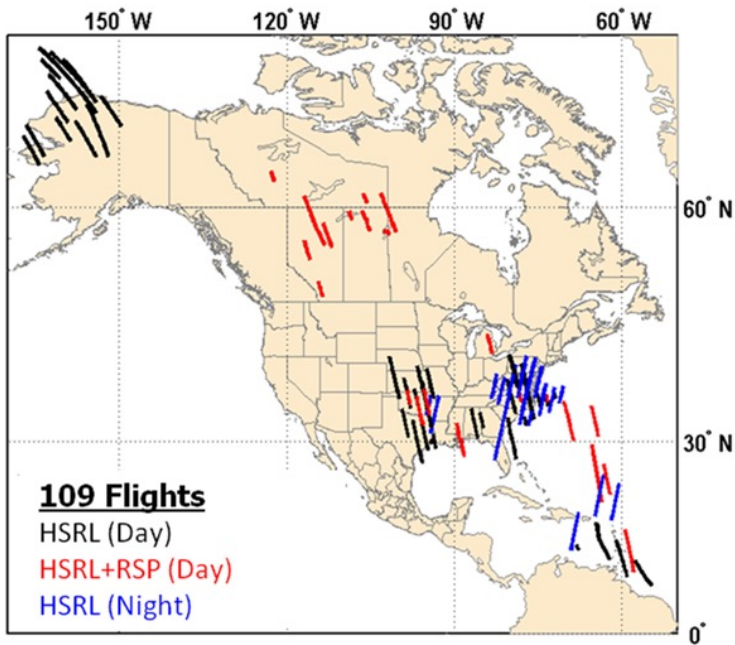 150° W 120° W 90° W 60° W
60° N
30° N
109 Flights
HSRL (Day)
HSRL+RSP (Day)
HSRL (Night)
0°